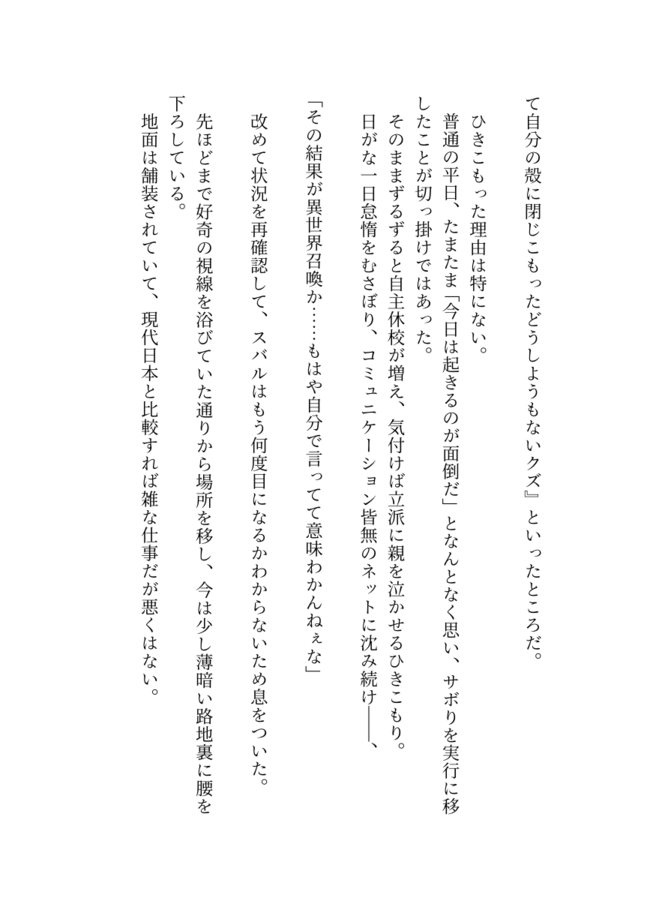 て自分の殻に閉じこもったどうしようもないクズ』といったところだ。
ひきこもった理由は特にない。
普通の平日、たまたま「今日は起きるのが面倒だ」となんとなく思い、サボりを実行に移
したことが切っ掛けではあった。
そのままずるずると自主休校が増え、気付けば立派に親を泣かせるひきこもり。
日がな一日怠惰をむさぼり、コミュニケーション皆無のネットに沈み続け――、
「その結果が異世界召喚か……もはや自分で言ってて意味わかんねぇな」
改めて状況を再確認して、スバルはもう何度目になるかわからないため息をついた。
先ほどまで好奇の視線を浴びていた通りから場所を移し、今は少し薄暗い路地裏に腰を
下ろしている。
地面は舗装されていて、現代日本と比較すれば雑な仕事だが悪くはない。